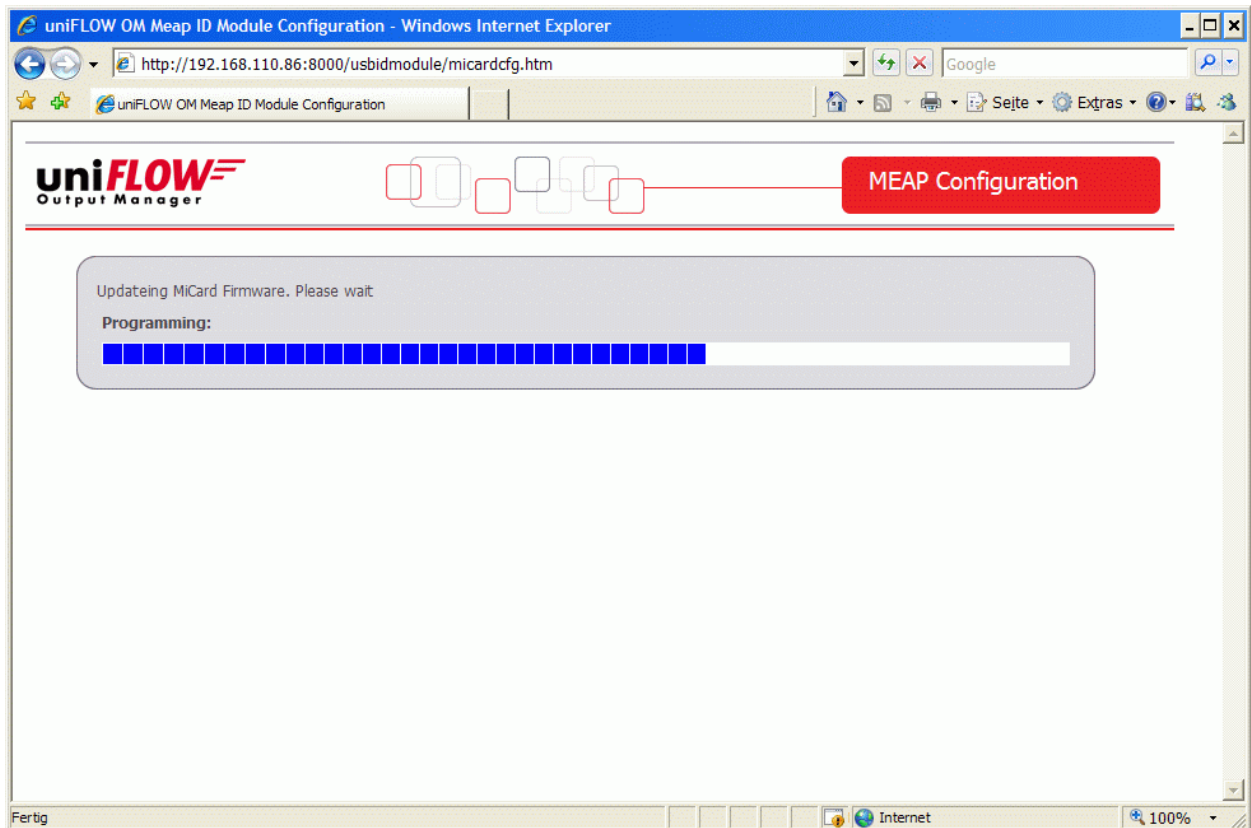 uniFLOW OM Meap ID Module Configuration - Windows Internet Explorer
http://192.168.110.86:8000/usbidmodule/micardcfg.htm
Google
uniFLOW OM Meap ID Module Configuration
Seite
Extras
uniFLOW
Output Manager
MEAP Configuration
Updateing MiCard Firmware. Please wait
Programming:
Fertig
Internet
100%